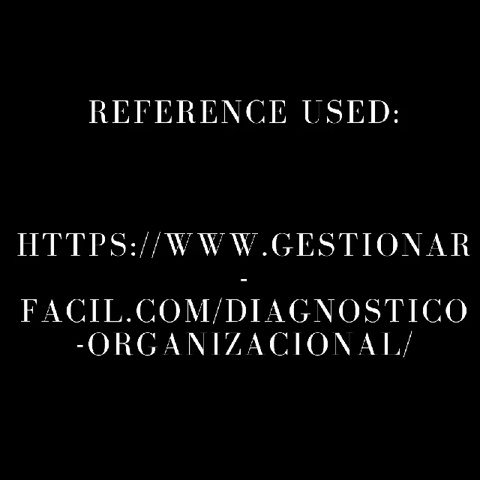 REFERENCE USED:
HTTPS://WWW.GESTIONAR
-
FACIL.COM/DIAGNOSTICO
-ORGANIZACIONAL/